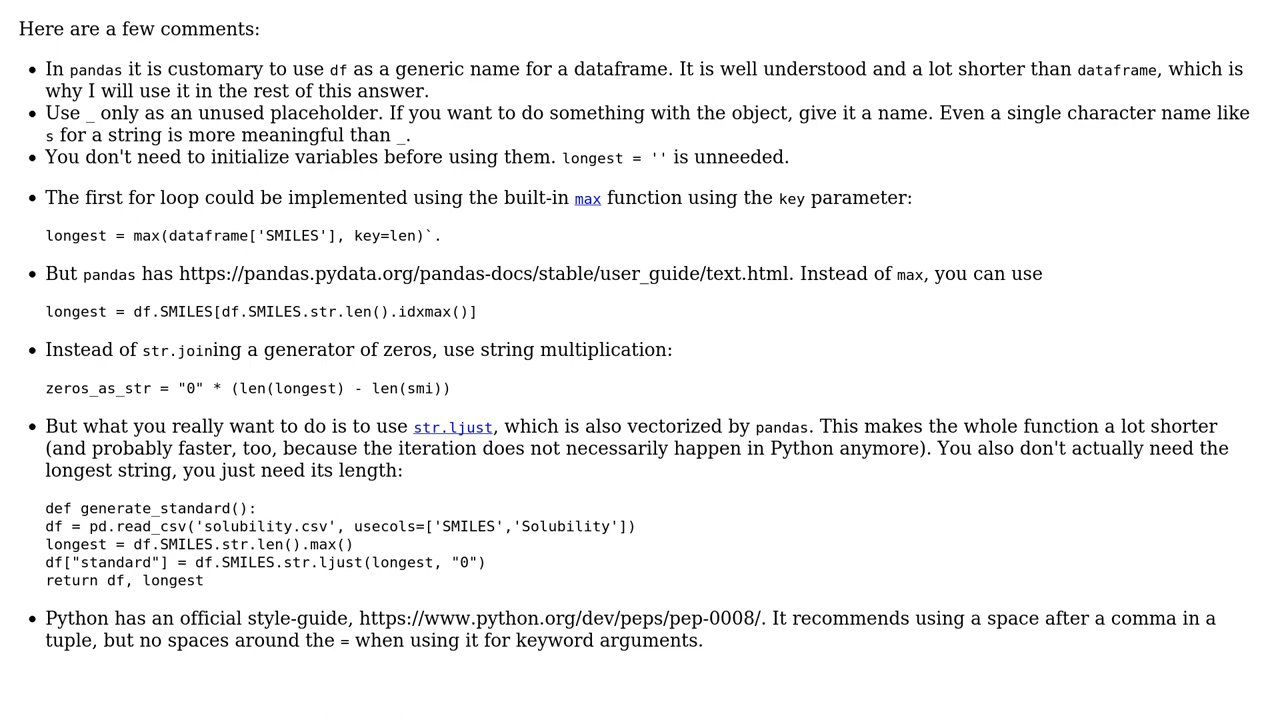 Here are a few comments:
• In pandas it is customary to use df as a generic name for a dataframe. It is well understood and a lot shorter than dataframe, which is
why I will use it in the rest of this answer.
• Use _ only as an unused placeholder. If you want to do something with the object, give it a name. Even a single character name like
s for a string is more meaningful than _.
• You don't need to initialize variables before using them. longest = '' is unneeded.
• The first for loop could be implemented using the built-in max function using the key parameter:
longest = max(dataframe['SMILES'], key=len)`.
• But pandas has https://pandas.pydata.org/pandas-docs/stable/user_guide/text.html. Instead of max, you can use
longest = df.SMILES[df.SMILES.str.len().idxmax()]
• Instead of str.joining a generator of zeros, use string multiplication:
zeros_as_str = "0" * (len(longest) - len(smi))
• But what you really want to do is to use str.ljust, which is also vectorized by pandas. This makes the whole function a lot shorter
(and probably faster, too, because the iteration does not necessarily happen in Python anymore). You also don't actually need the
longest string, you just need its length:
def generate_standard():
df = pd.read_csv('solubility.csv', usecols=['SMILES','Solubility'])
longest = df.SMILES.str.len().max()
df["standard"] = df.SMILES.str.ljust(longest, "0")
return df, longest
• Python has an official style-guide, https://www.python.org/dev/peps/pep-0008/. It recommends using a space after a comma in a
tuple, but no spaces around the = when using it for keyword arguments.